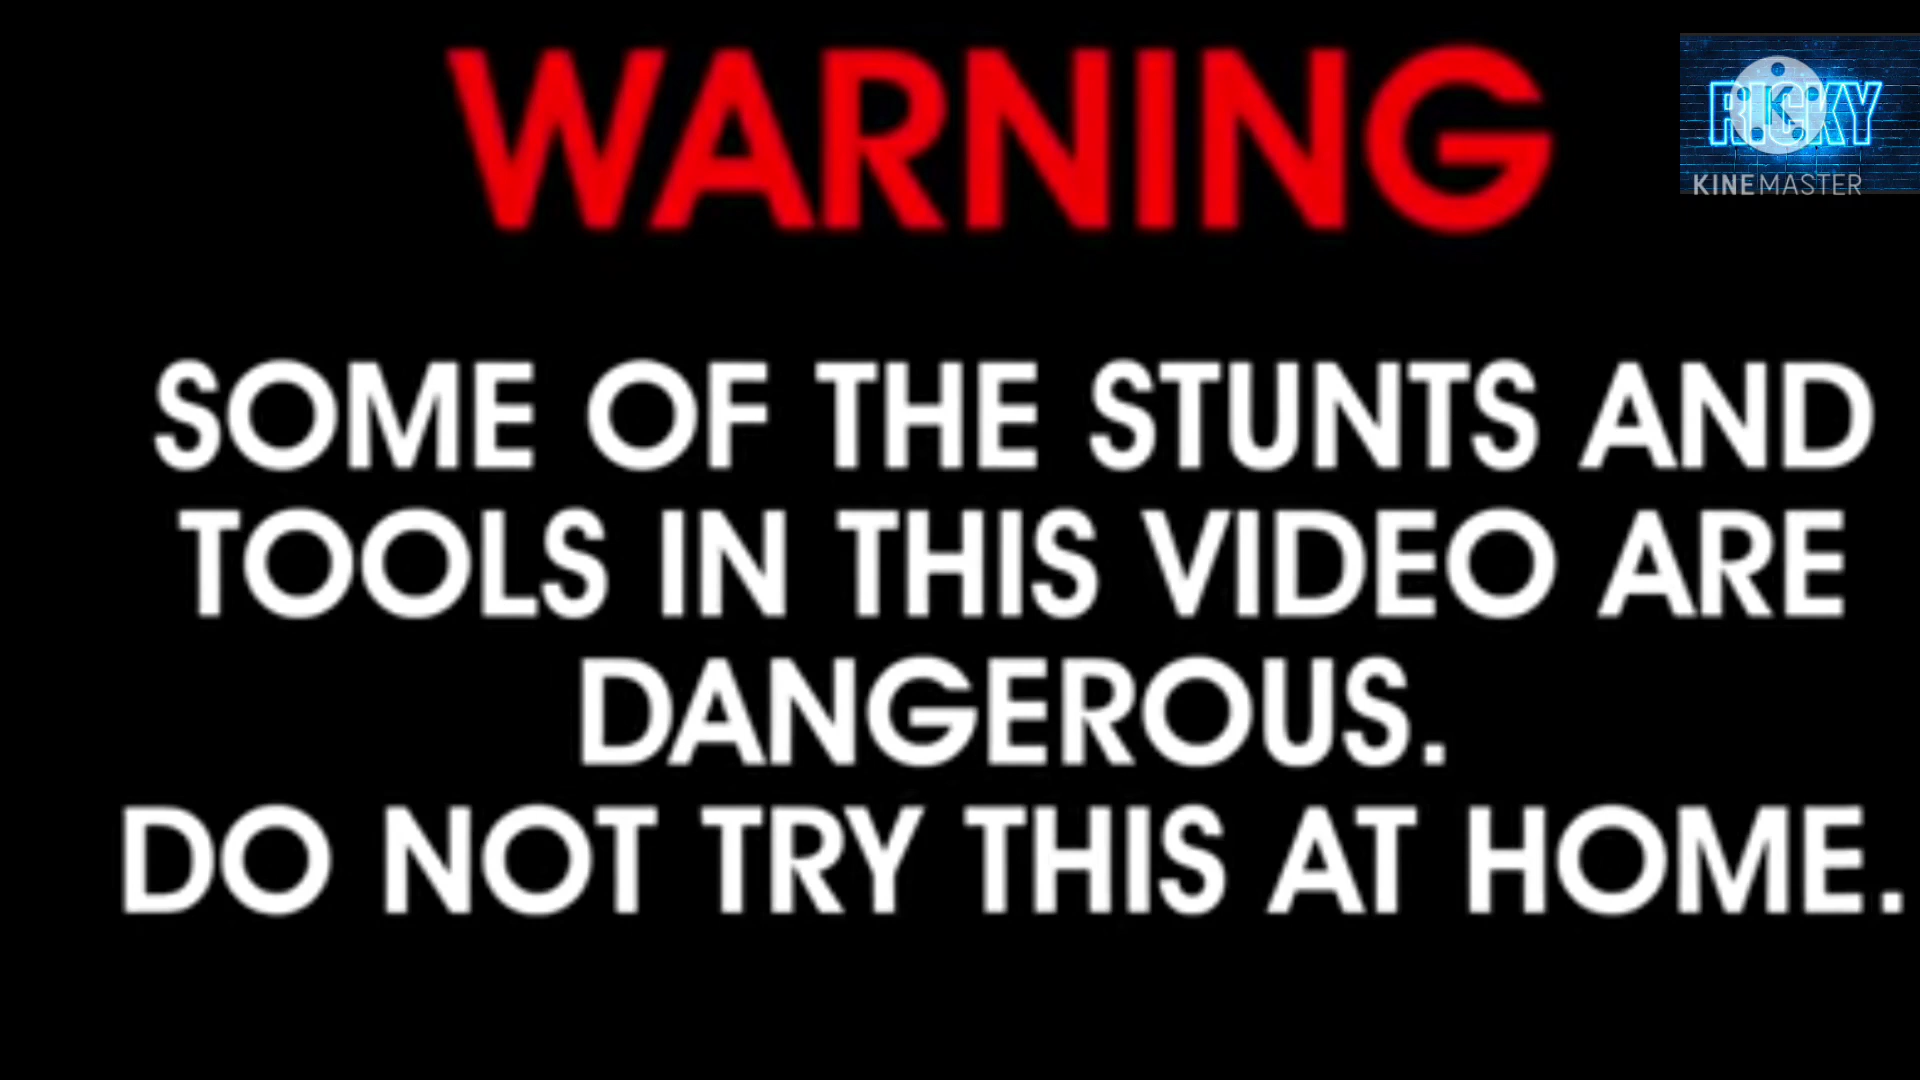 WARNING
RICKY
KINEMASTER
SOME OF THE STUNTS AND
TOOLS IN THIS VIDEO ARE
DANGEROUS.
DO NOT TRY THIS AT HOME.